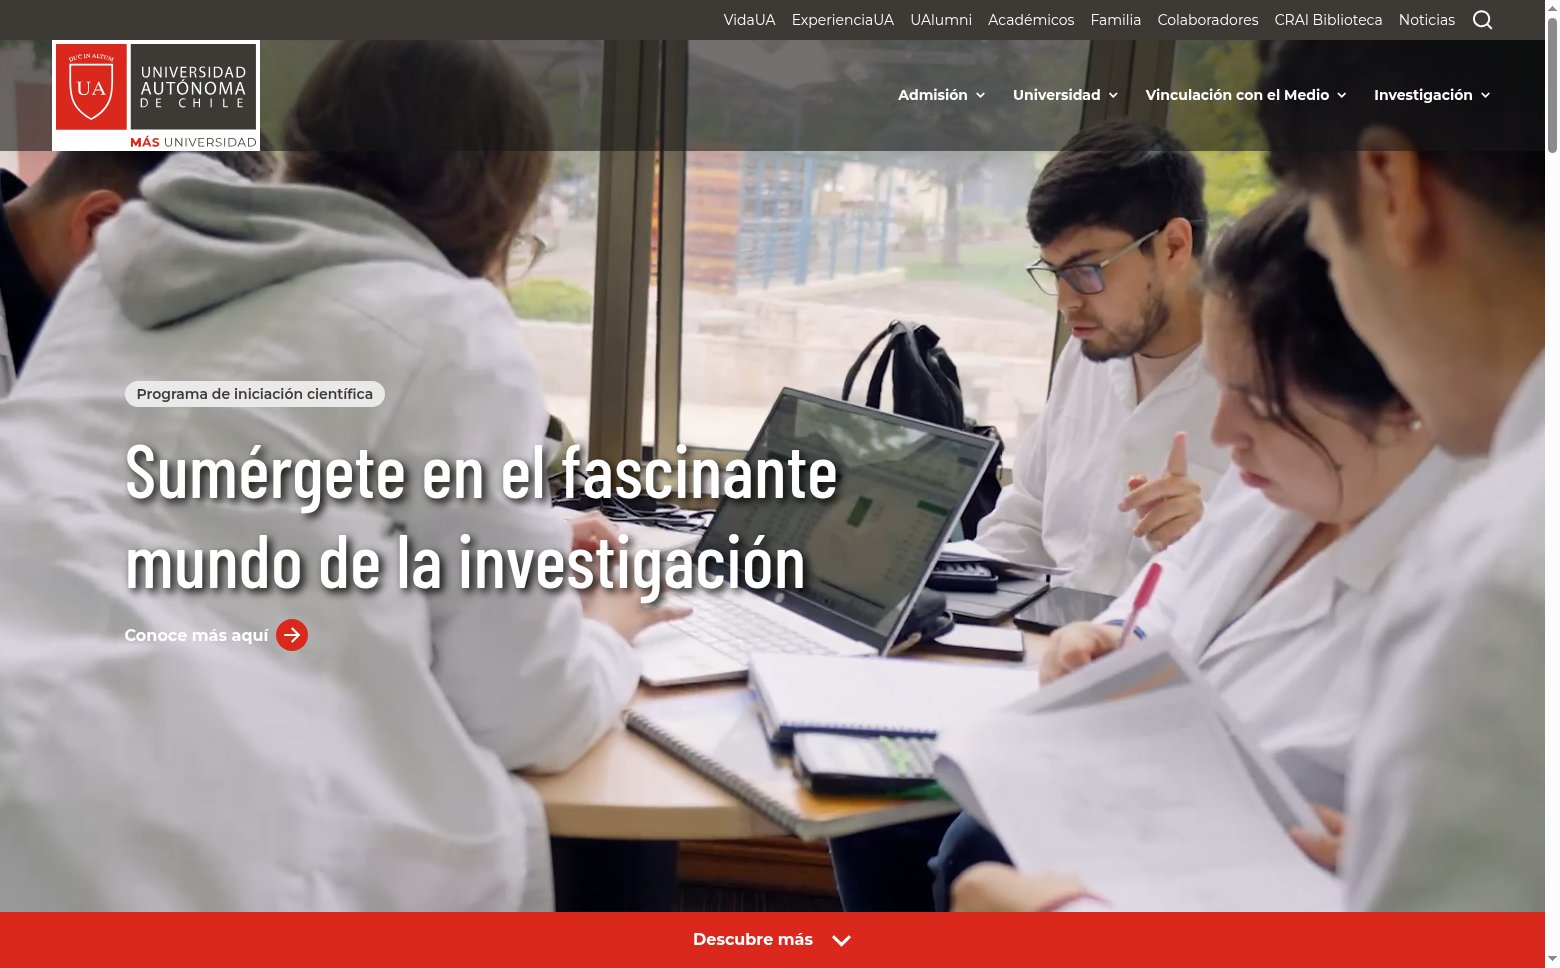 VidaUA ExperienciaUA UAlumni Académicos Familia Colaboradores CRAI Biblioteca Noticias
DUC IN ALTUM
UA
UNIVERSIDAD
AUTÓNOMA
DE CHILE
MÁS UNIVERSIDAD
Admisión Universidad Vinculación con el Medio Investigación
Programa de iniciación científica
Sumérgete en el fascinante
mundo de la investigación
Conoce más aquí
Descubre más